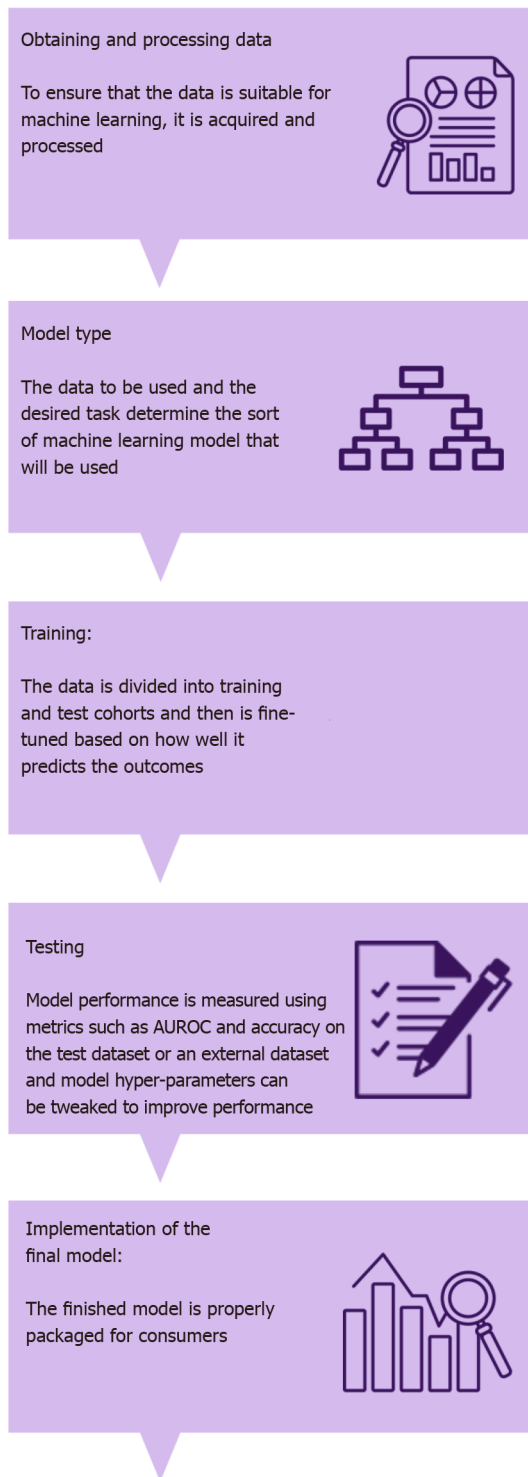 Obtaining and processing data
To ensure that the data is suitable for
machine learning, it is acquired and
processed
Model type
The data to be used and the
desired task determine the sort
of machine learning model that
will be used
Training:
The data is divided into training
and test cohorts and then is fine-
tuned based on how well it
predicts the outcomes
Testing
Model performance is measured using
metrics such as AUROC and accuracy on
the test dataset or an external dataset
and model hyper-parameters can
be tweaked to improve performance
Implementation of the
final model:
The finished model is properly
packaged for consumers